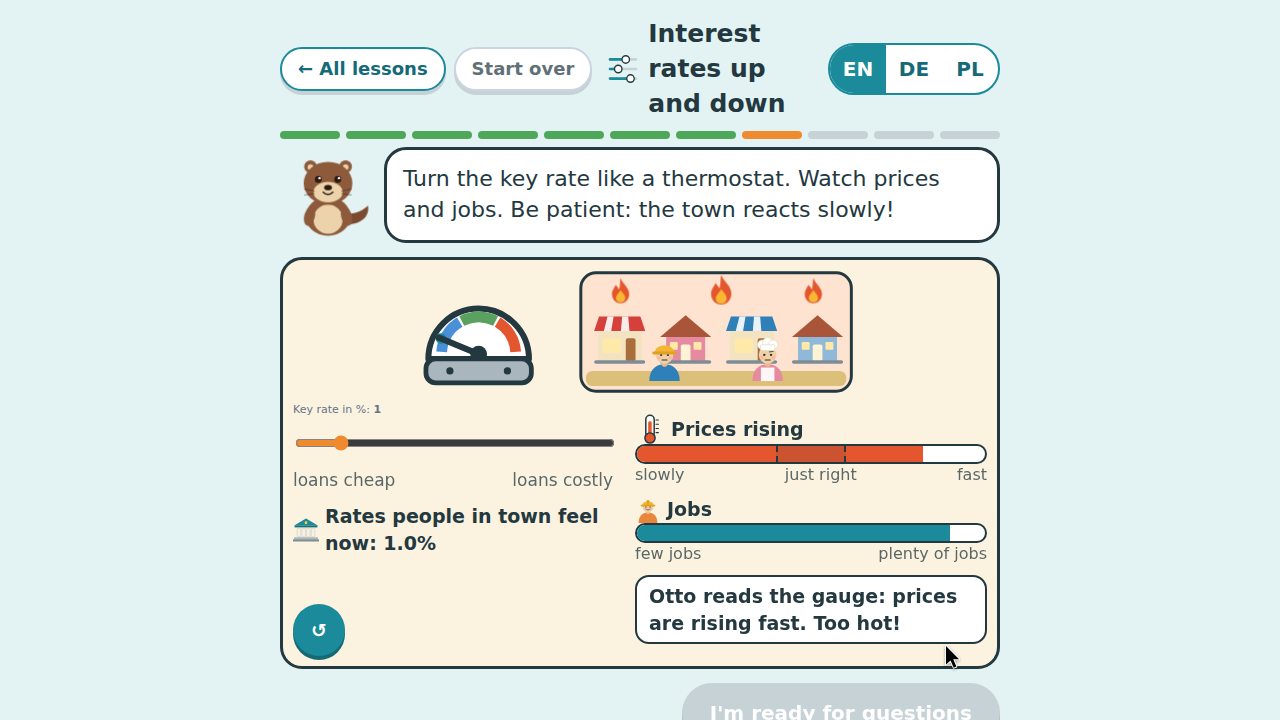 ← All lessons
Start over
Interest
rates up
and down
EN DE PL
Turn the key rate like a thermostat. Watch prices
and jobs. Be patient: the town reacts slowly!
Key rate in %: 1
loans cheap loans costly
Rates people in town feel
now: 1.0%
↺
Prices rising
slowly just right fast
Jobs
few jobs plenty of jobs
Otto reads the gauge: prices
are rising fast. Too hot!
I'm ready for questions